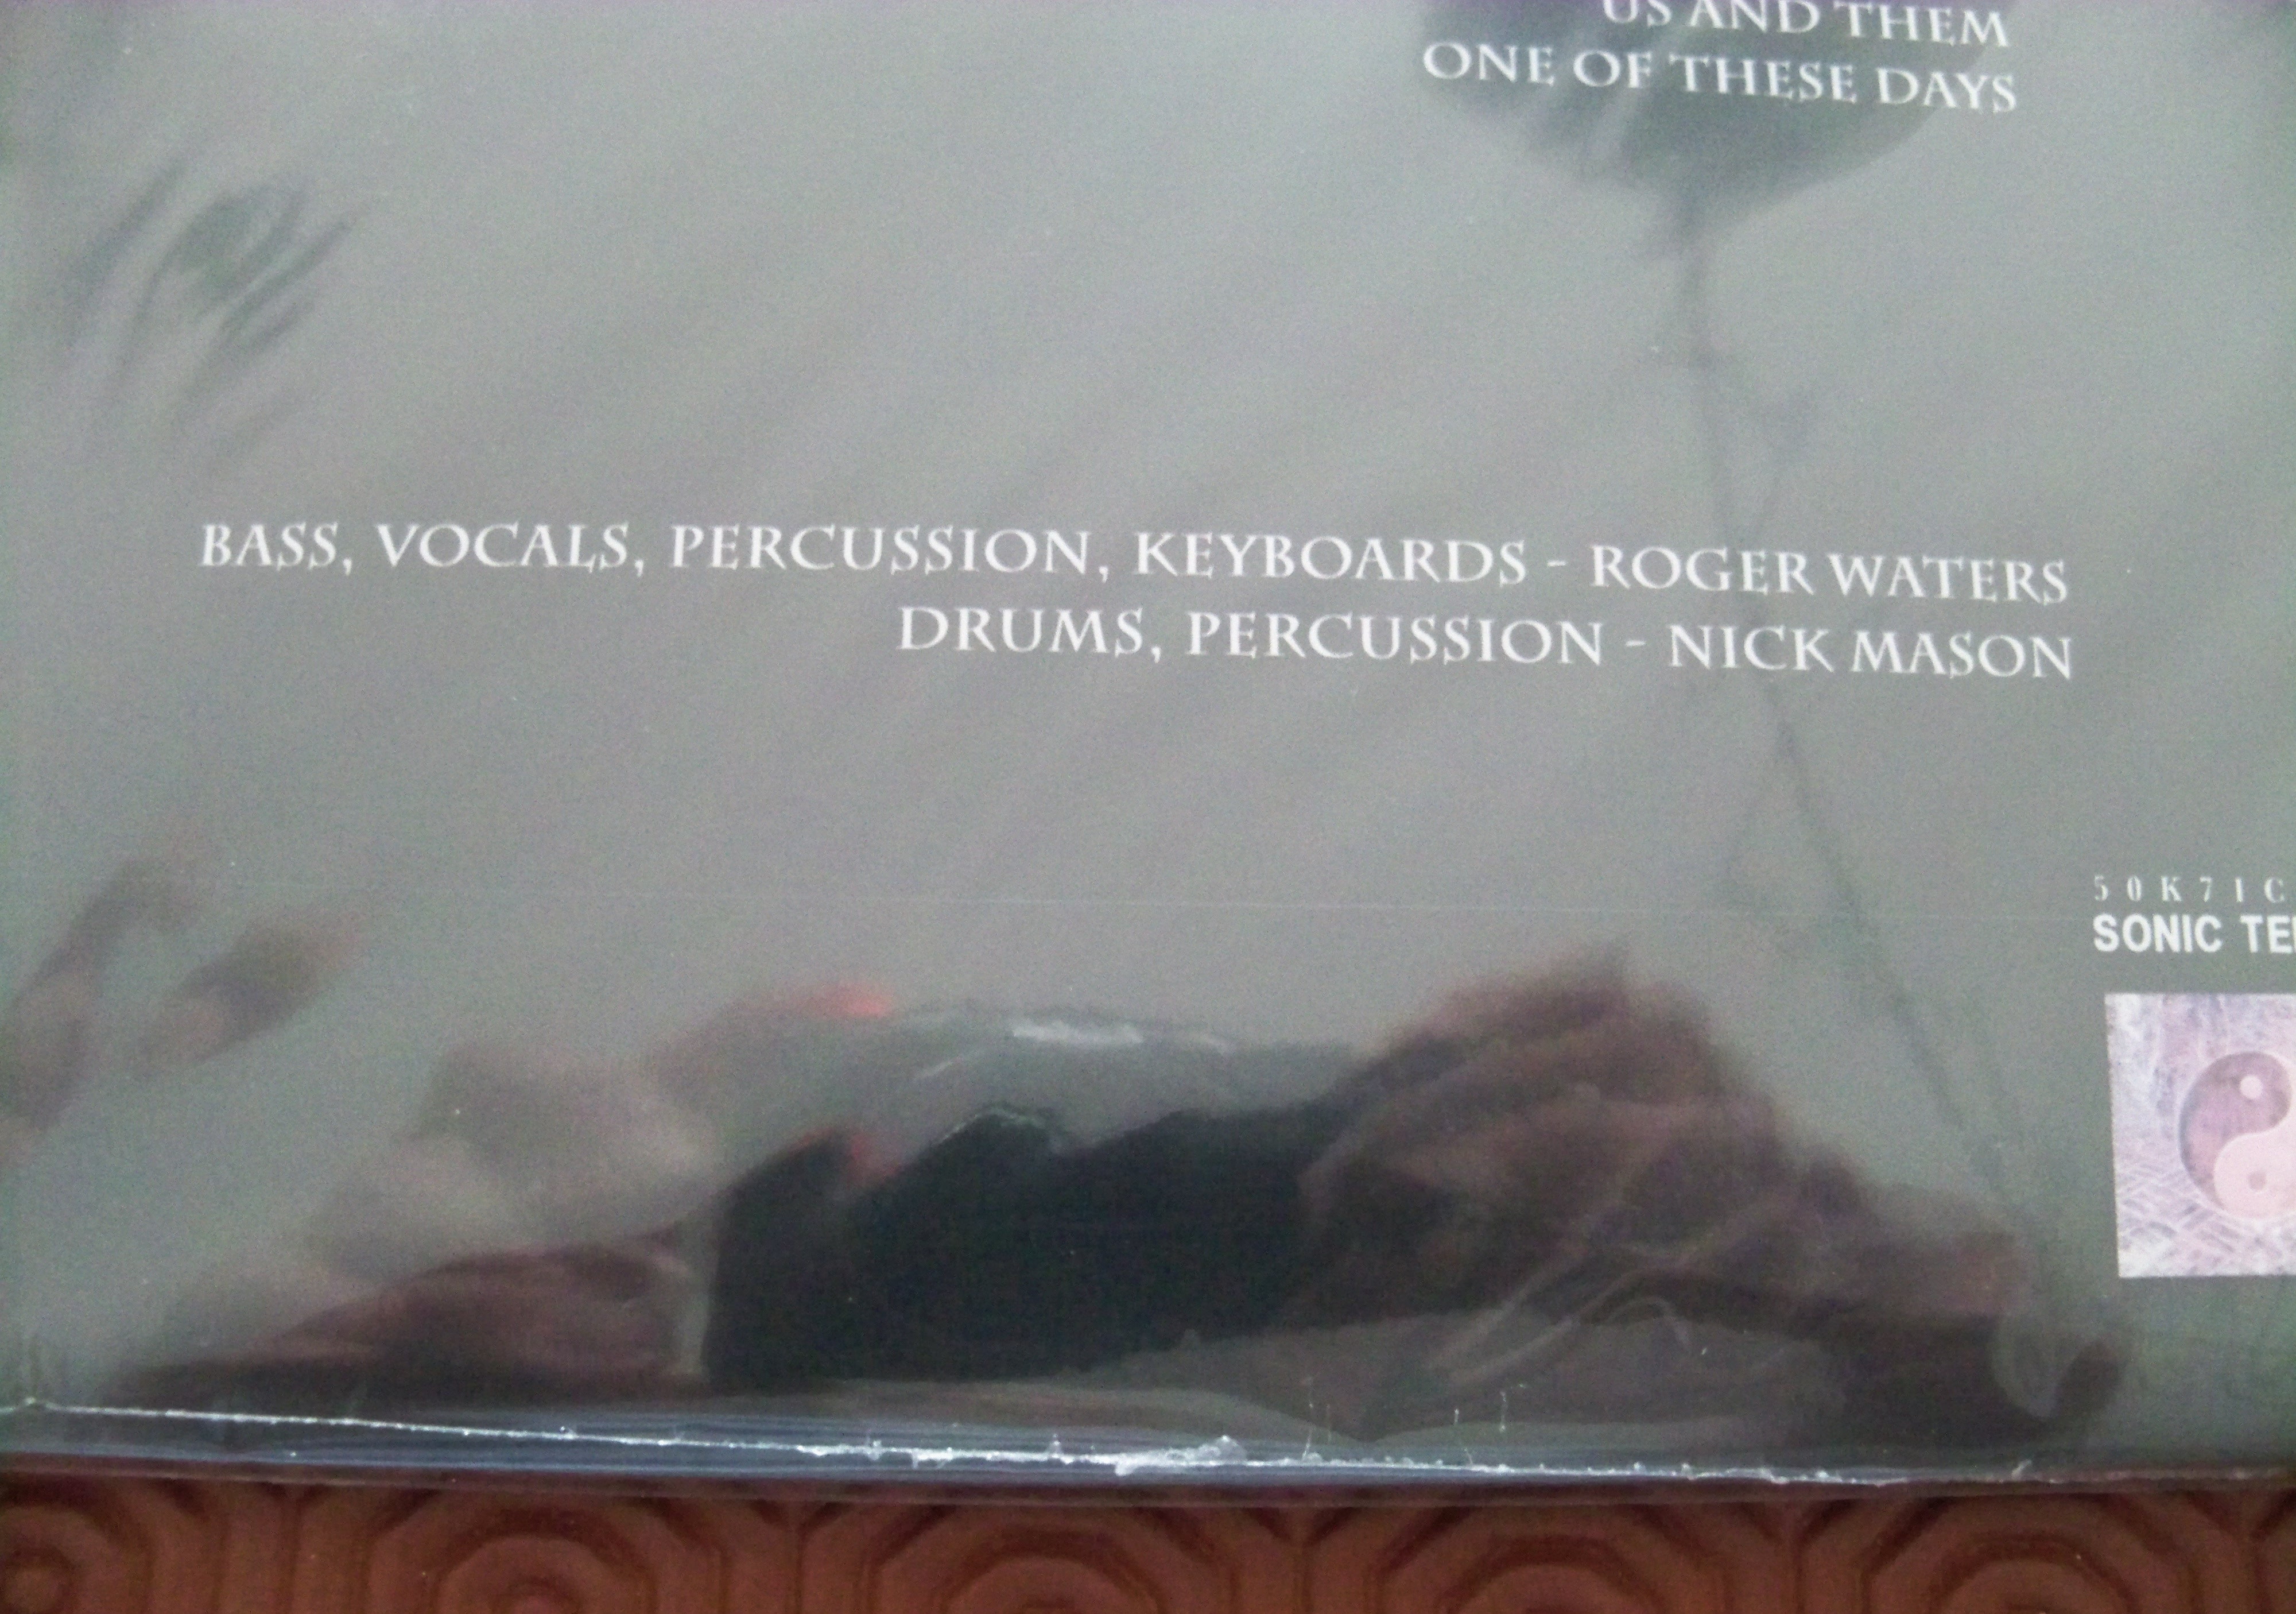 US AND THEM
ONE OF THESE DAYS
BASS, VOCALS, PERCUSSION, KEYBOARDS - ROGER WATERS
DRUMS, PERCUSSION - NICK MASON
50K71C
SONIC